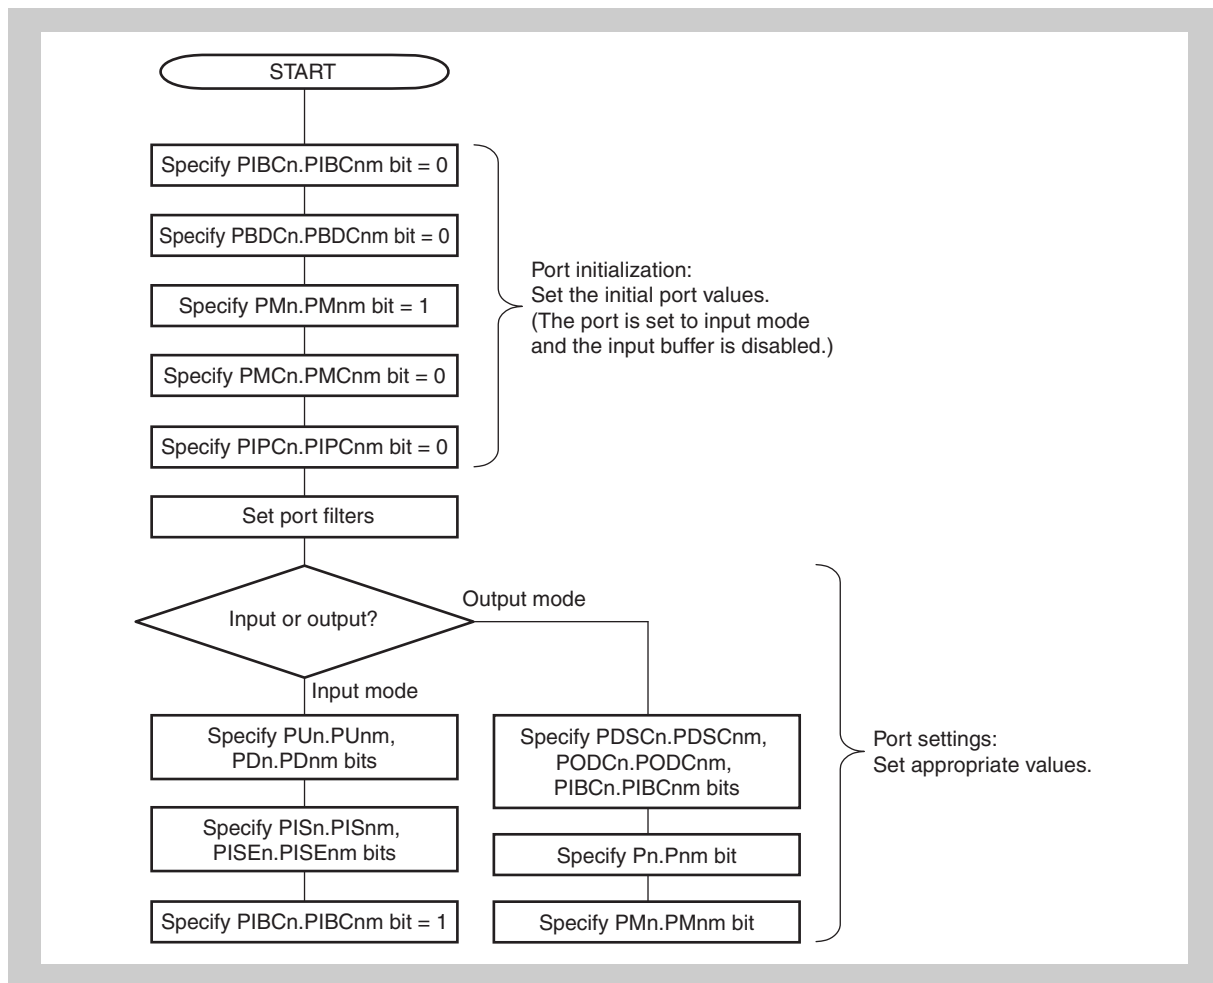 START
Specify PIBCn.PIBCnm bit = 0
Specify PBDCn.PBDCnm bit = 0
Specify PMn.PMnm bit = 1
Specify PMCn.PMCnm bit = 0
Specify PIPCn.PIPCnm bit = 0
Port initialization:
Set the initial port values.
(The port is set to input mode
and the input buffer is disabled.)
Set port filters
Input or output?
Output mode
Input mode
Specify PUn.PUnm,
PDn.PDnm bits
Specify PISn.PISnm,
PISEn.PISEnm bits
Specify PIBCn.PIBCnm bit = 1
Specify PDSCn.PDSCnm,
PODCn.PODCnm,
PIBCn.PIBCnm bits
Specify Pn.Pnm bit
Specify PMn.PMnm bit
Port settings:
Set appropriate values.